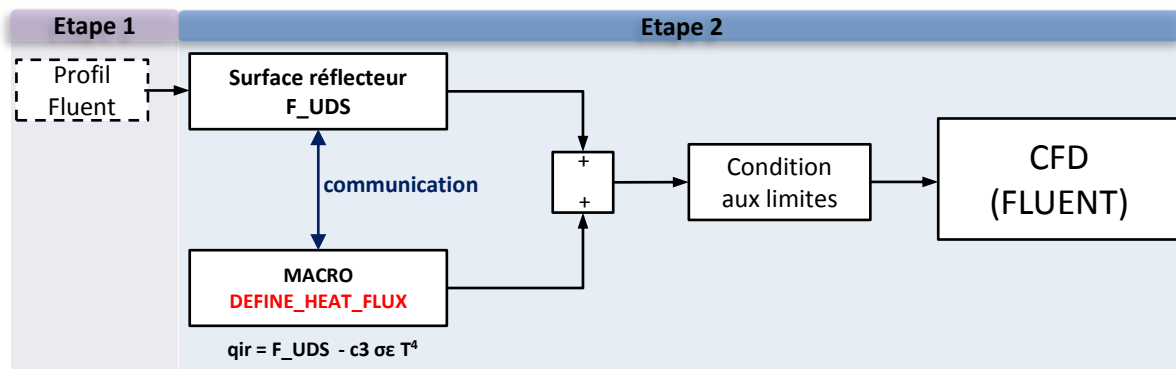 Etape 1
Etape 2
Profil
Fluent
Surface réflecteur
F_UDS
communication
MACRO
DEFINE_HEAT_FLUX
qir = F_UDS - c3 σε T⁴
+
+
Condition
aux limites
CFD
(FLUENT)